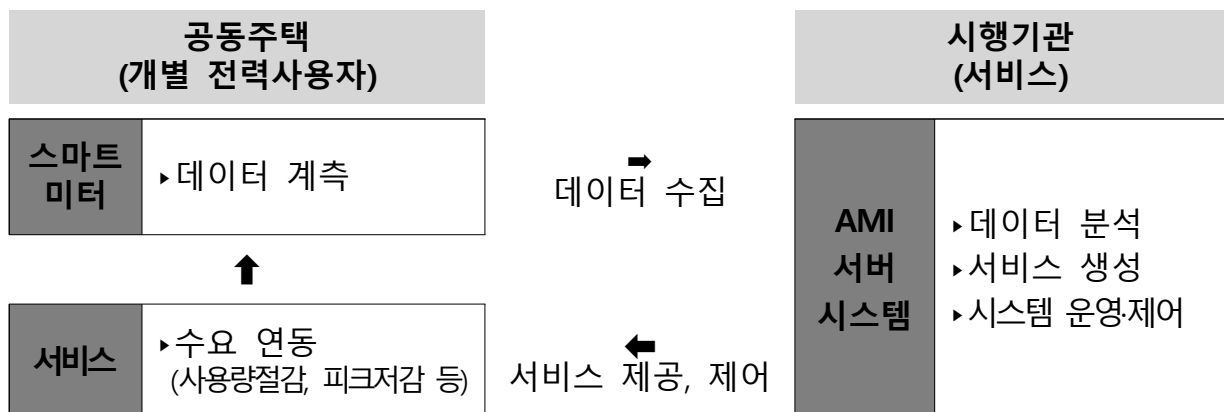 공동주택
(개별 전력사용자)
시행기관
(서비스)
스마트
미터
▸데이터 계측
➡
데이터 수집
AMI
서버
시스템
▸데이터 분석
▸서비스 생성
▸시스템 운영·제어
⬆
서비스
▸수요 연동
(사용량절감, 피크저감 등)
⬅
서비스 제공, 제어